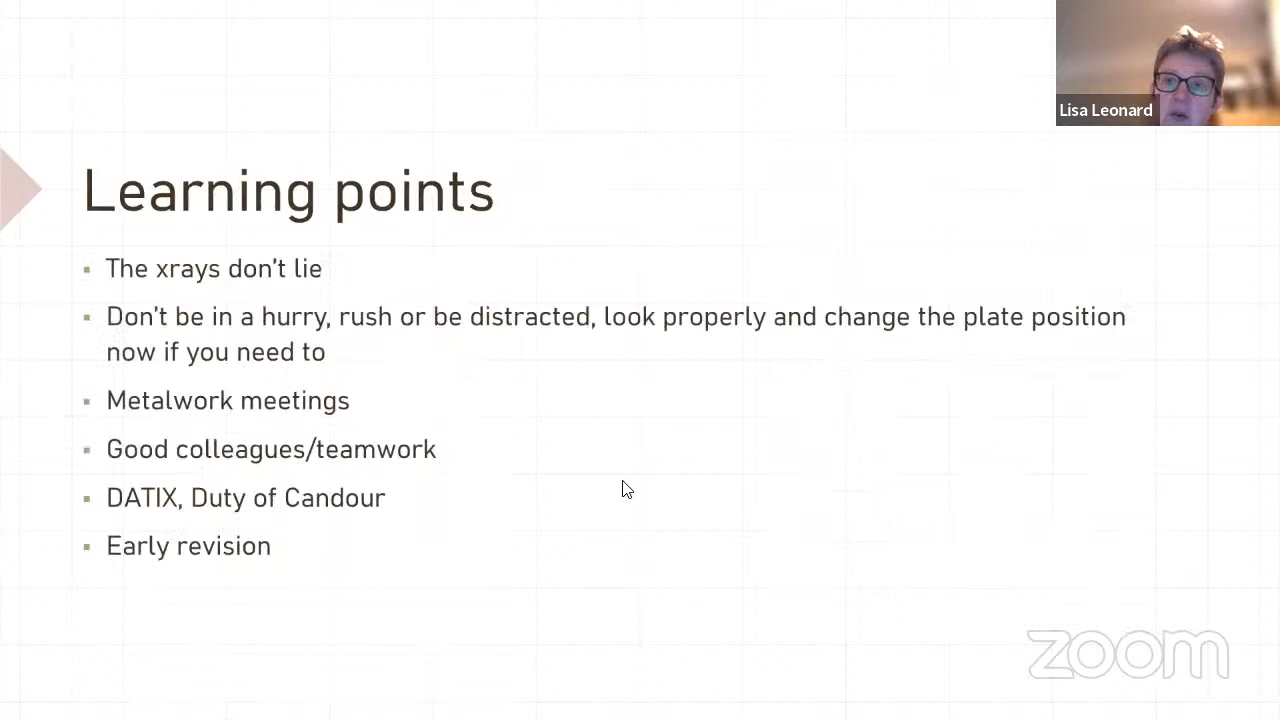 Lisa Leonard
Learning points
The xrays don't lie
Don't be in a hurry, rush or be distracted, look properly and change the plate position
now if you need to
Metalwork meetings
Good colleagues/teamwork
DATIX, Duty of Candour
Early revision
zoom